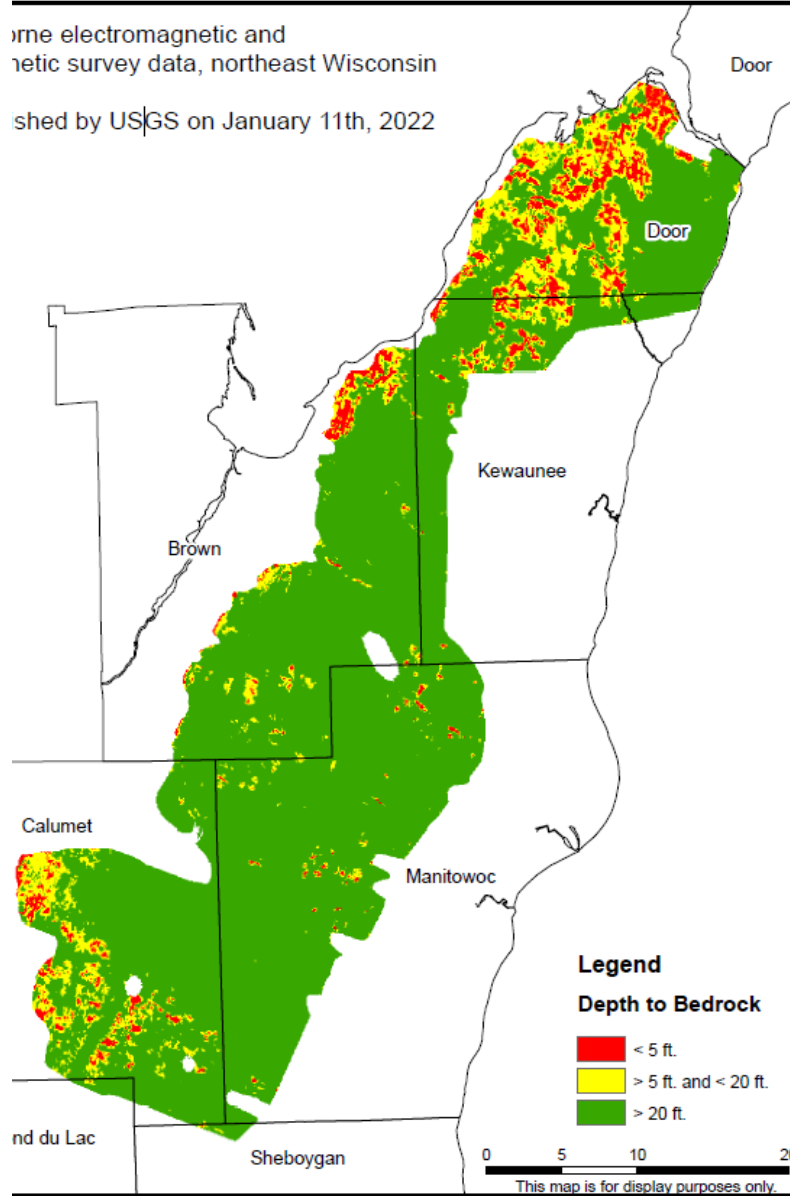 orne electromagnetic and
netic survey data, northeast Wisconsin
ished by USGS on January 11th, 2022
Door
Door
Kewaunee
Brown
Calumet
Manitowoc
Legend
Depth to Bedrock
< 5 ft.
> 5 ft. and < 20 ft.
> 20 ft.
nd du Lac
Sheboygan
0 5 10 20
This map is for display purposes only.